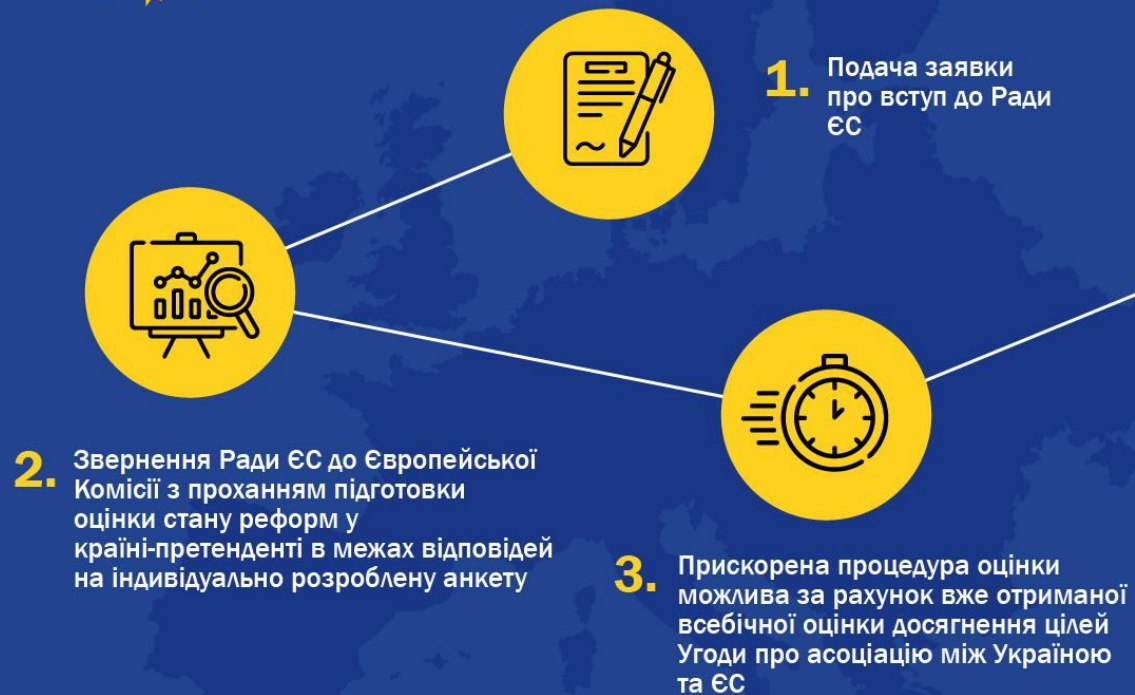 1. Подача заявки
про вступ до Ради
ЄС
2. Звернення Ради ЄС до Європейської
Комісії з проханням підготовки
оцінки стану реформ у
країні-претенденті в межах відповідей
на індивідуально розроблену анкету
3. Прискорена процедура оцінки
можлива за рахунок вже отриманої
всебічної оцінки досягнення цілей
Угоди про асоціацію між Україною
та ЄС